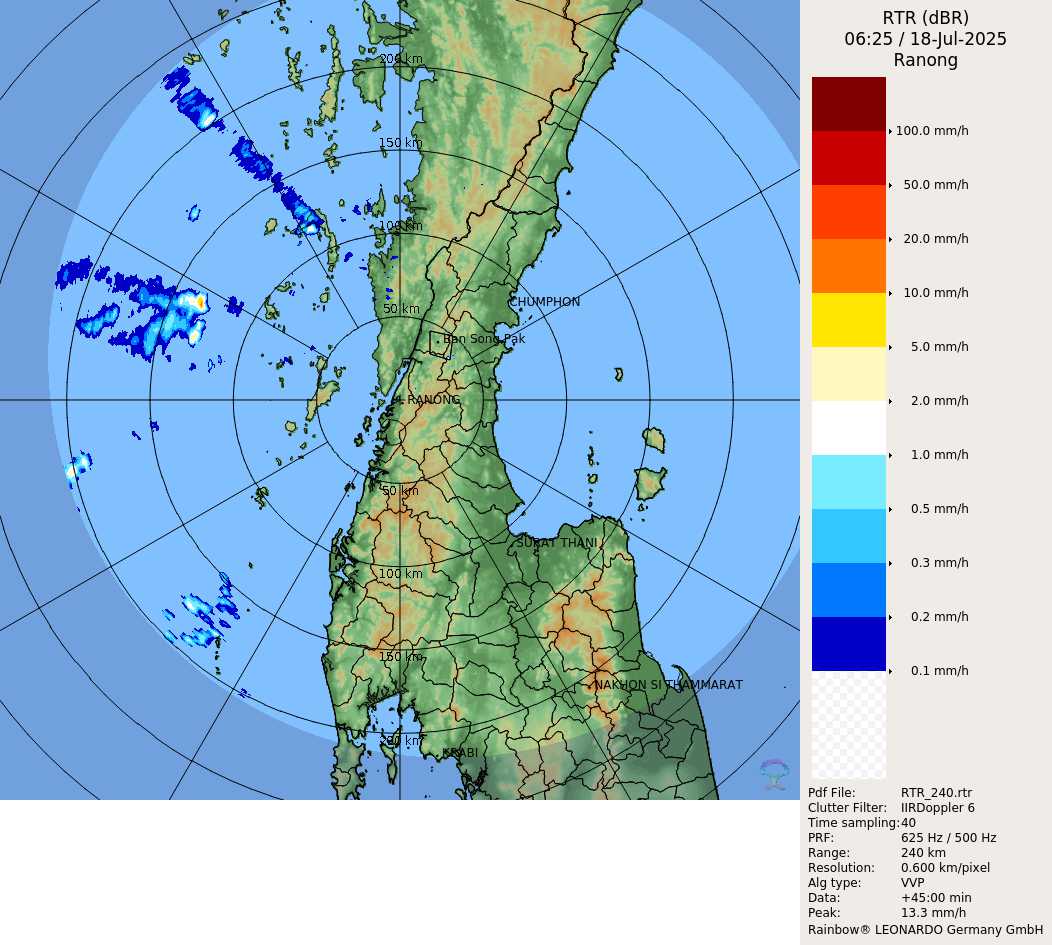 200 km
150 km
100 km
50 km
CHUMPHON
Ban Song Pak
RANONG
50 km
SURAT THANI
100 km
150 km
NAKHON SI THAMMARAT
200 km
KRABI
RTR (dBR)
06:25 / 18-Jul-2025
Ranong
100.0 mm/h
50.0 mm/h
20.0 mm/h
10.0 mm/h
5.0 mm/h
2.0 mm/h
1.0 mm/h
0.5 mm/h
0.3 mm/h
0.2 mm/h
0.1 mm/h
Pdf File: RTR_240.rtr
Clutter Filter: IIRDoppler 6
Time sampling:40
PRF: 625 Hz / 500 Hz
Range: 240 km
Resolution: 0.600 km/pixel
Alg type: VVP
Data: +45:00 min
Peak: 13.3 mm/h
Rainbow® LEONARDO Germany GmbH